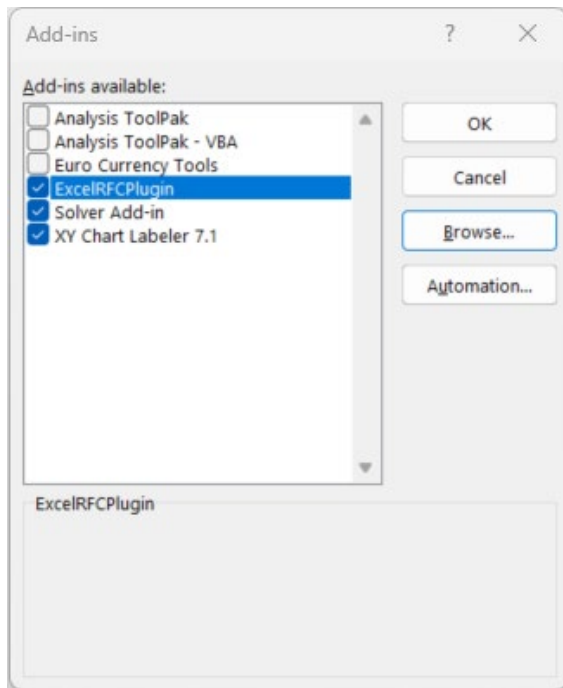 Add-ins
?
Add-ins available:
Analysis ToolPak
Analysis ToolPak - VBA
Euro Currency Tools
ExcelRFCPlugin
Solver Add-in
XY Chart Labeler 7.1
OK
Cancel
Browse...
Automation...
ExcelRFCPlugin